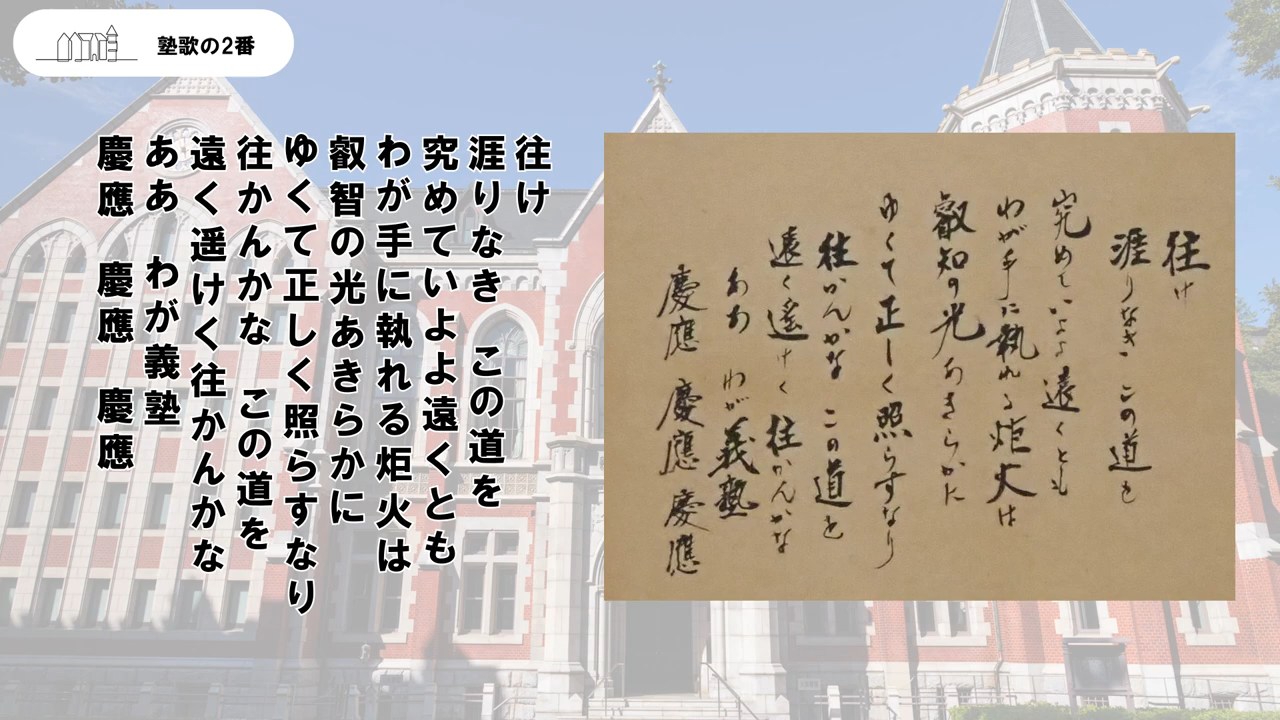 塾歌の2番
往け
涯りなき この道を
究めていよよ遠くとも
わが手に執れる炬火は
叡智の光あきらかに
ゆくて正しく照らすなり
往かんかな この道を
遠く遥けく往かんかな
ああ わが義塾
慶應 慶應 慶應
往け
涯りなき この道を
究めていよよ遠くとも
わが手に執れる炬火は
叡知の光あきらかに
ゆくて正しく照らすなり
往かんかな この道を
遠く遙けく往かんかな
ああ わが義塾
慶應 慶應 慶應